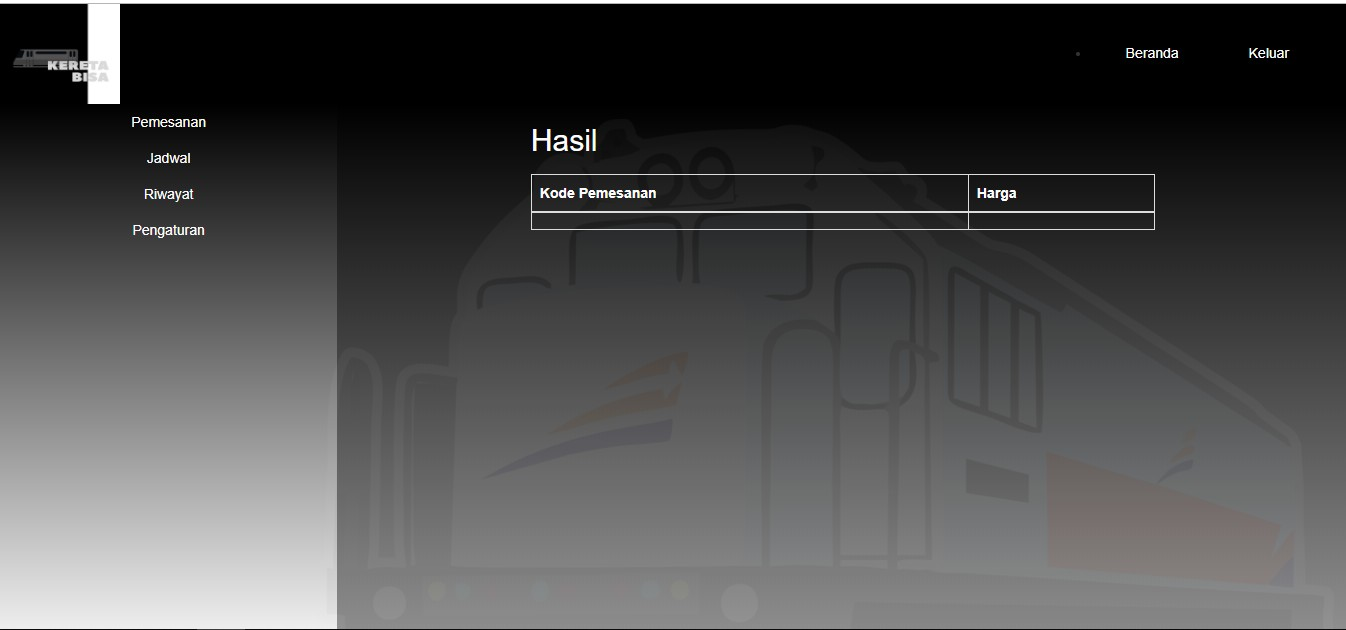 KERETA
BISA
Beranda Keluar
Pemesanan
Jadwal
Riwayat
Pengaturan
Hasil
Kode Pemesanan Harga